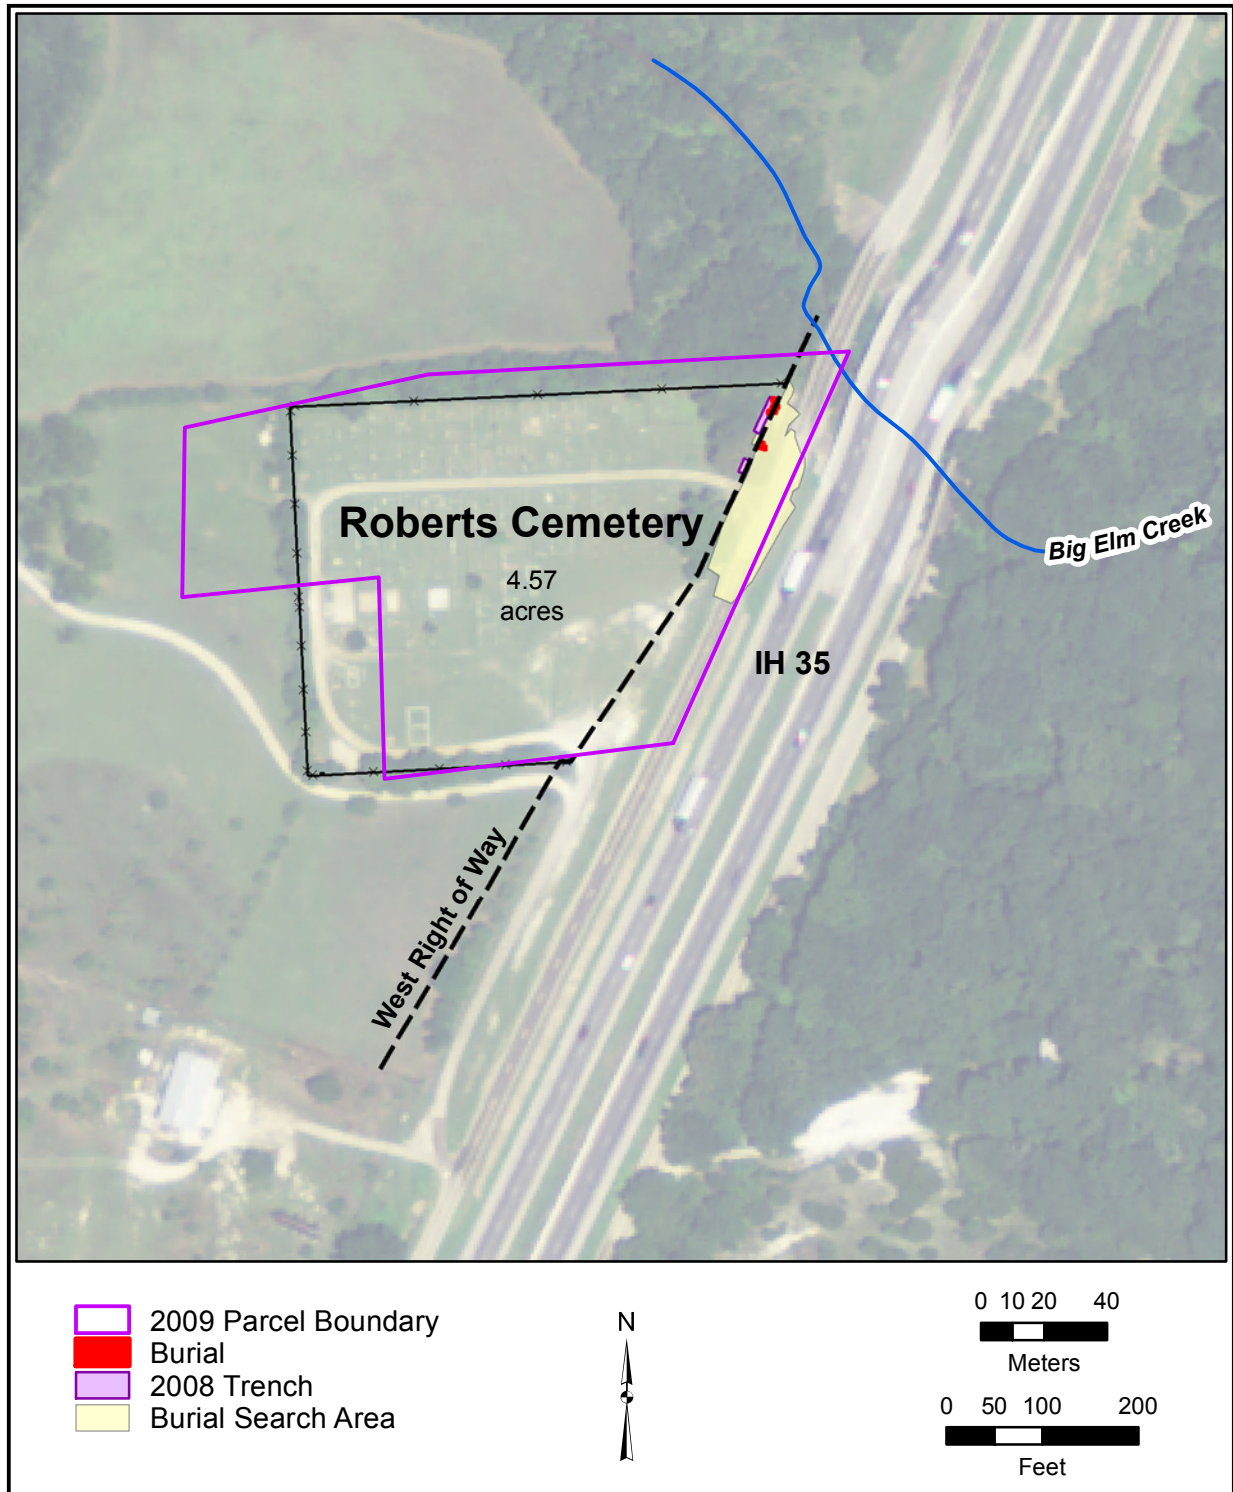 Roberts Cemetery
4.57
acres
Big Elm Creek
IH 35
West Right of Way
2009 Parcel Boundary
Burial
2008 Trench
Burial Search Area
N
0 10 20 40
Meters
0 50 100 200
Feet